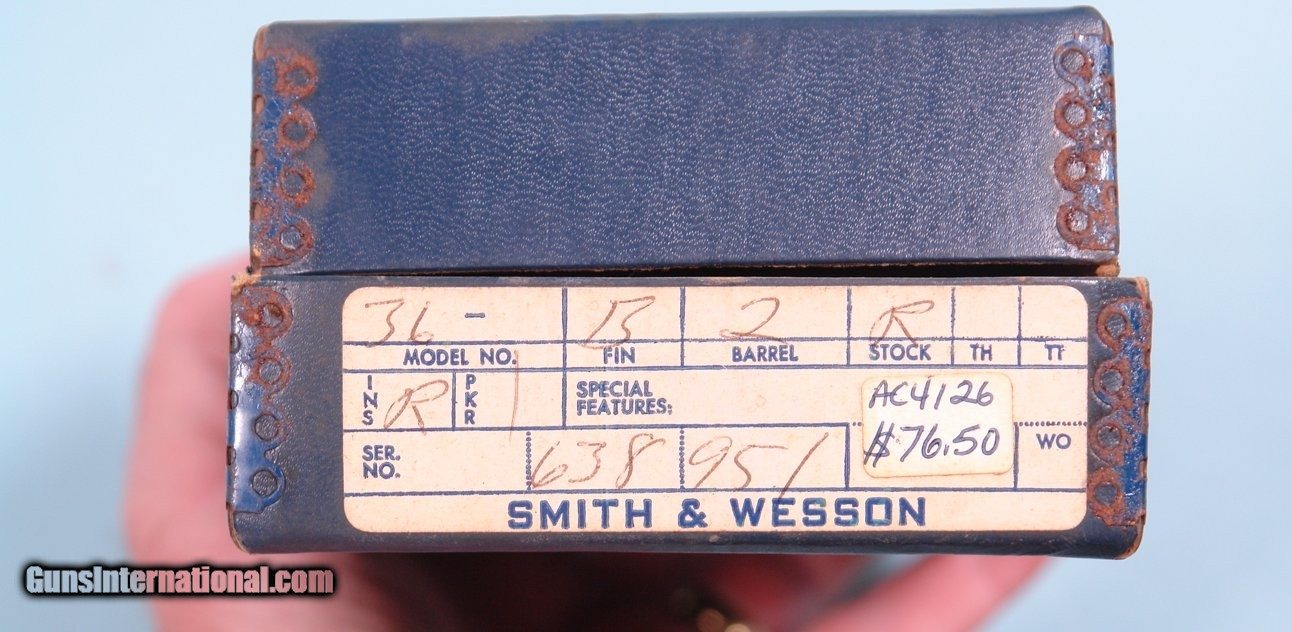 36 - B 2 R
MODEL NO. FIN BARREL STOCK TH TT
INS R PKR SPECIAL FEATURES:
AC4126
$76.50
SER. NO. 638 951 WO
SMITH & WESSON
GunsInternational.com